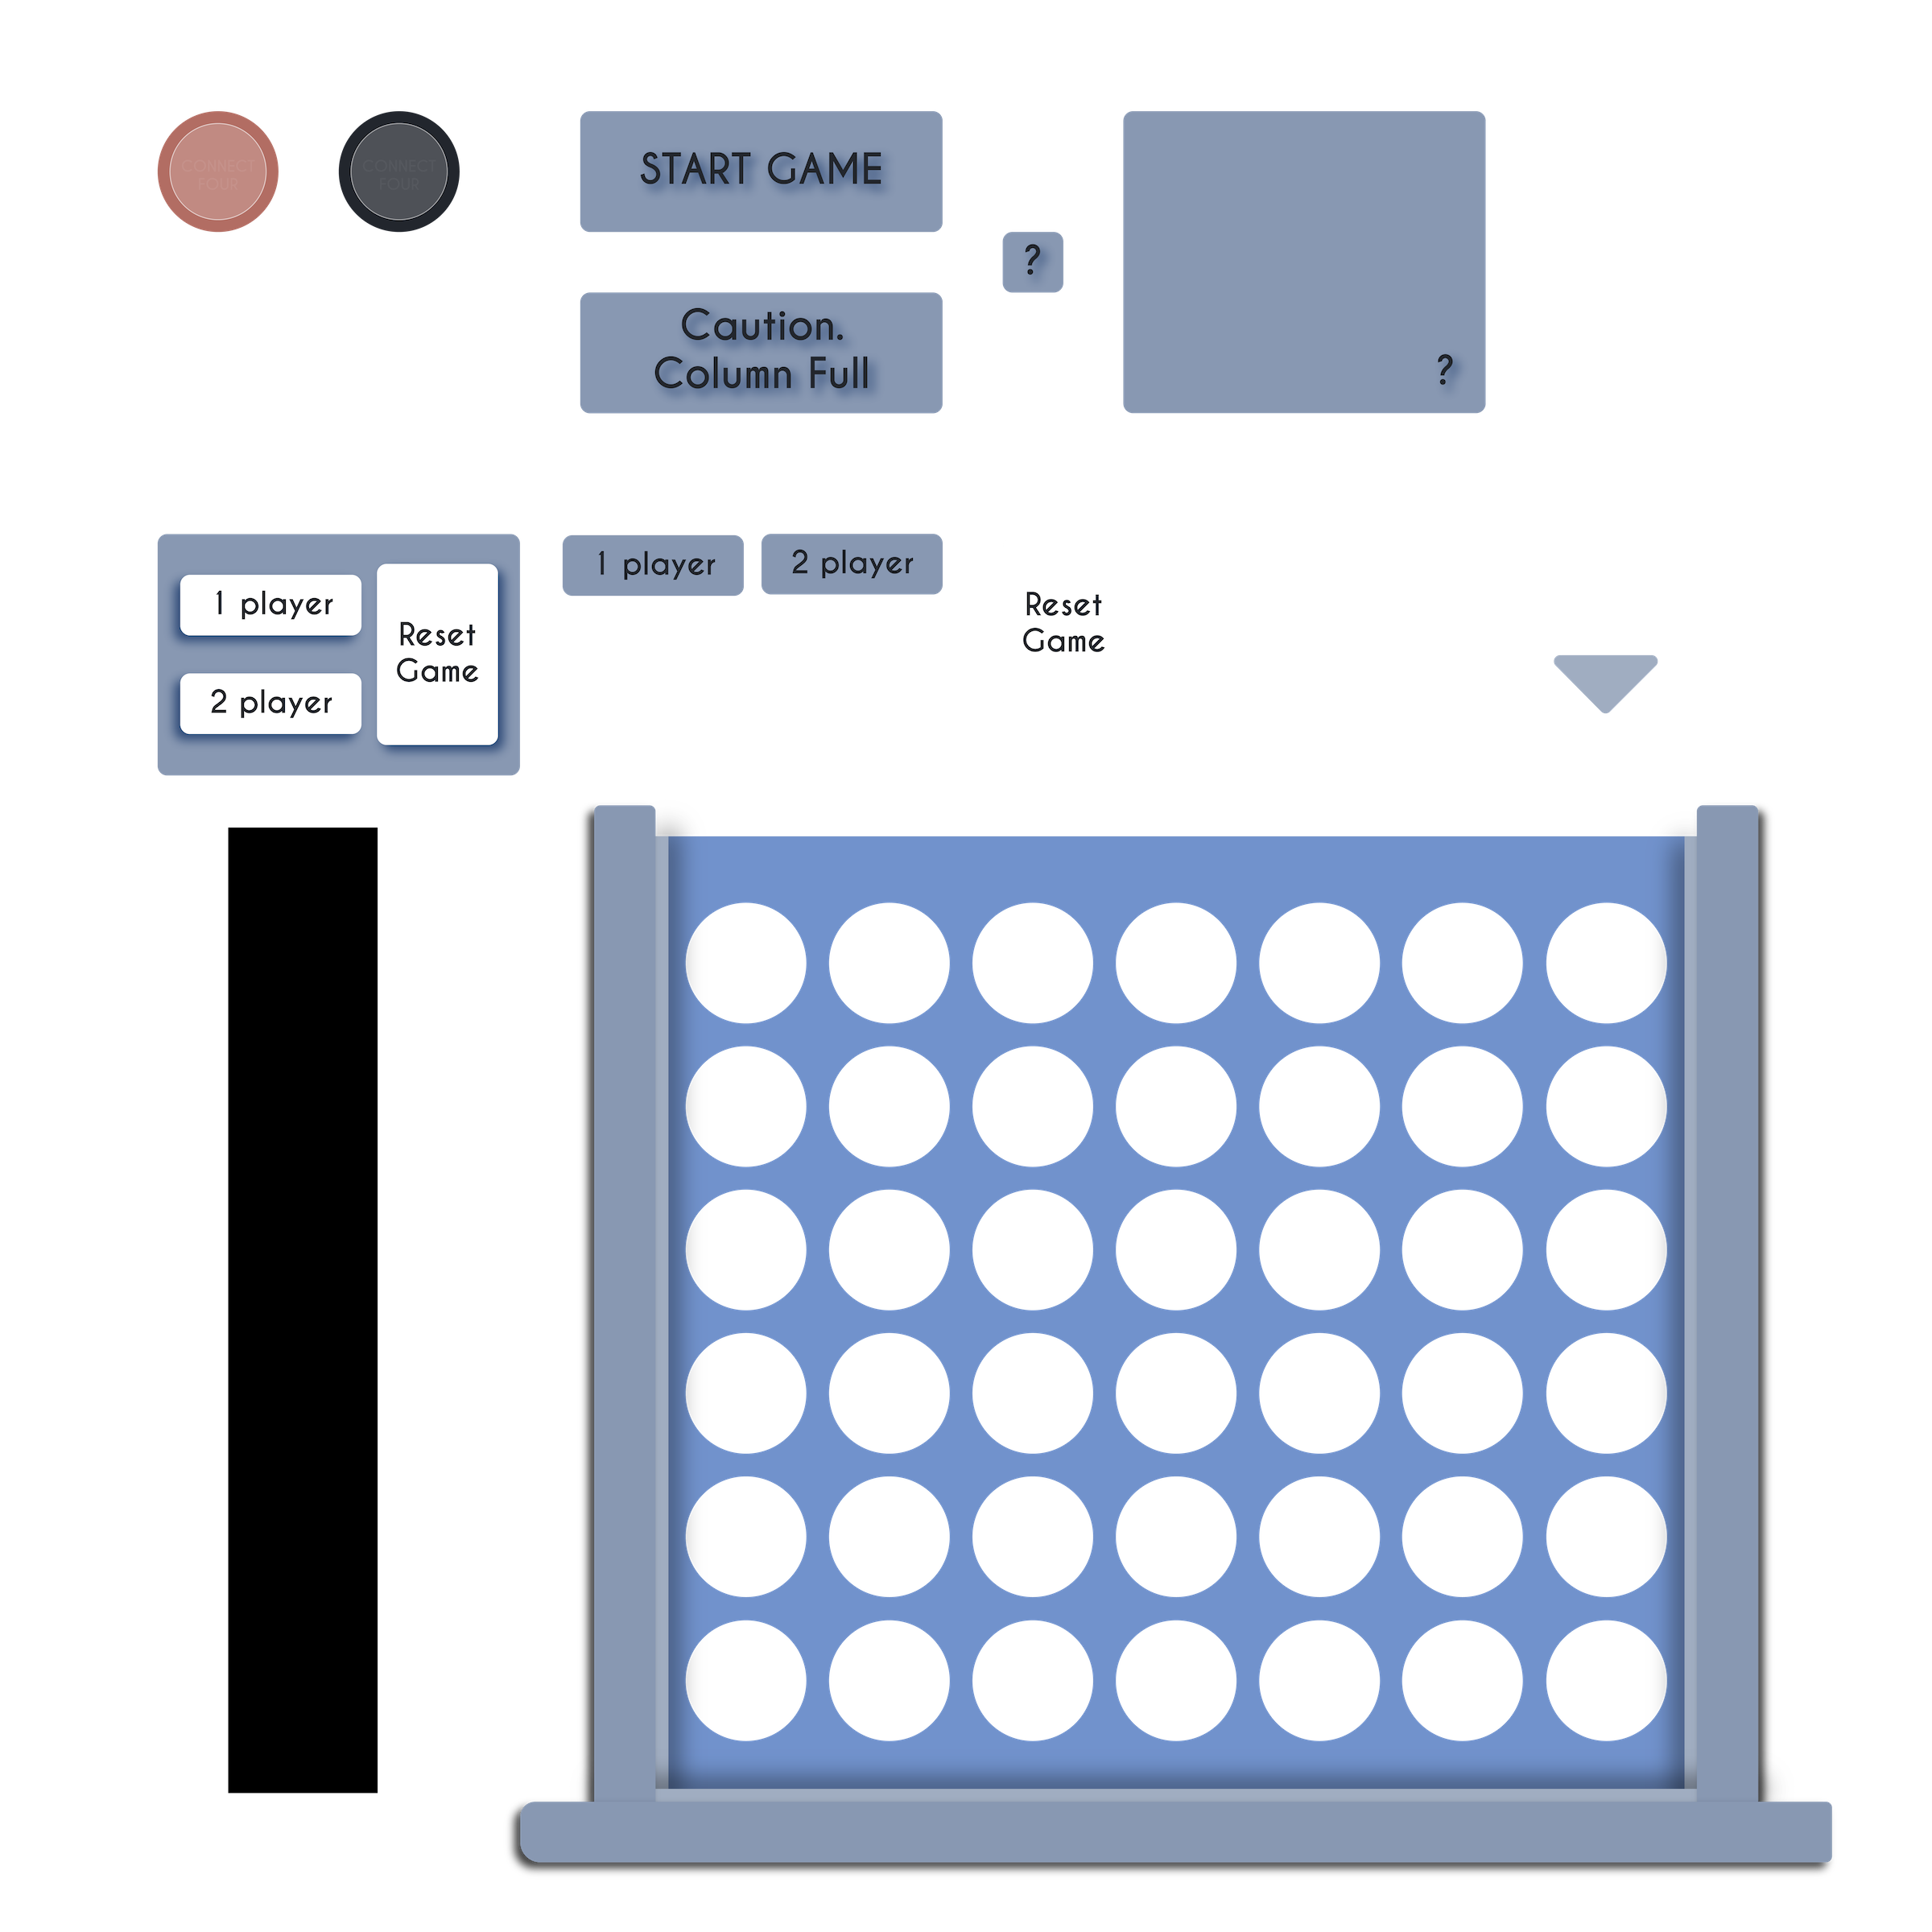 CONNECT
FOUR
CONNECT
FOUR
START GAME
?
Caution.
Column Full
?
1 player
2 player
Reset
Game
1 player
2 player
Reset
Game